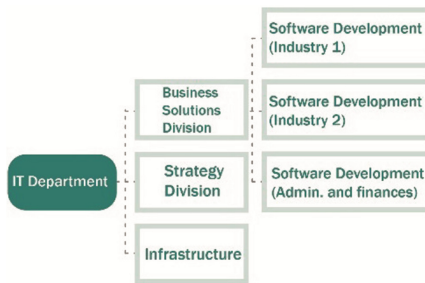 IT Department
Business
Solutions
Division
Strategy
Division
Infrastructure
Software Development
(Industry 1)
Software Development
(Industry 2)
Software Development
(Admin. and finances)